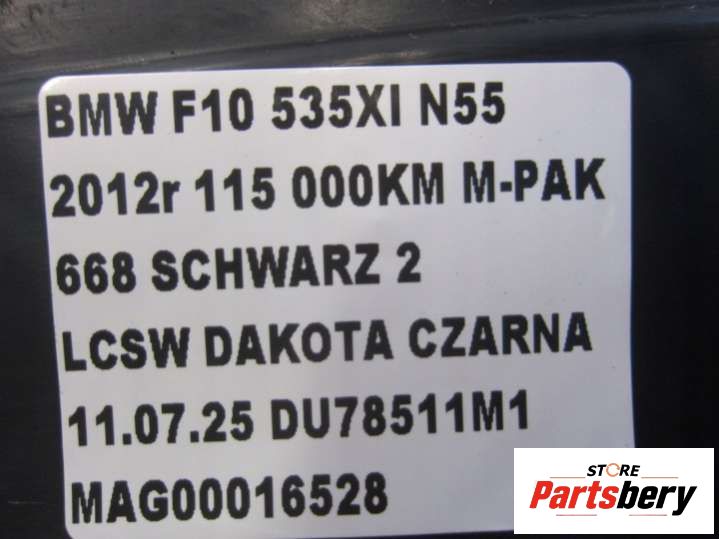 BMW F10 535XI N55
2012r 115 000KM M-PAK
668 SCHWARZ 2
LCSW DAKOTA CZARNA
11.07.25 DU78511M1
MAG00016528
STORE
Partsbery